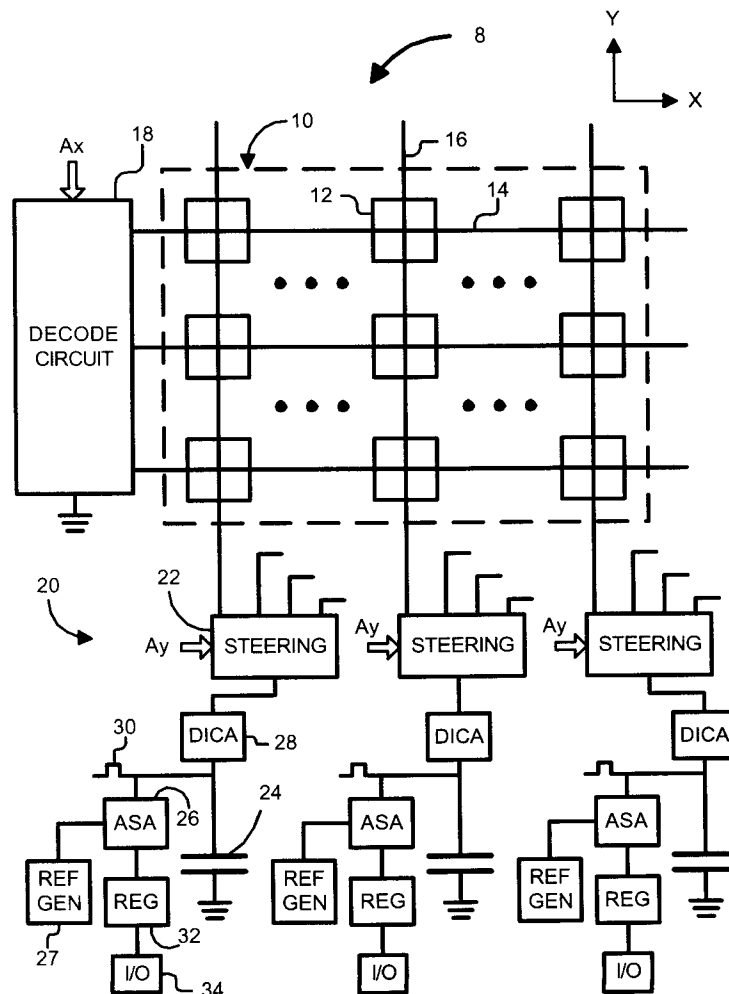 Y
8
X
10
18
16
Ax
12
14
DECODE
CIRCUIT
20
22
Ay
STEERING
Ay
STEERING
Ay
STEERING
30
DICA
28
DICA
DICA
26
24
ASA
ASA
ASA
REF
GEN
REG
REF
GEN
REG
REF
GEN
REG
27
32
I/O
34
I/O
I/O